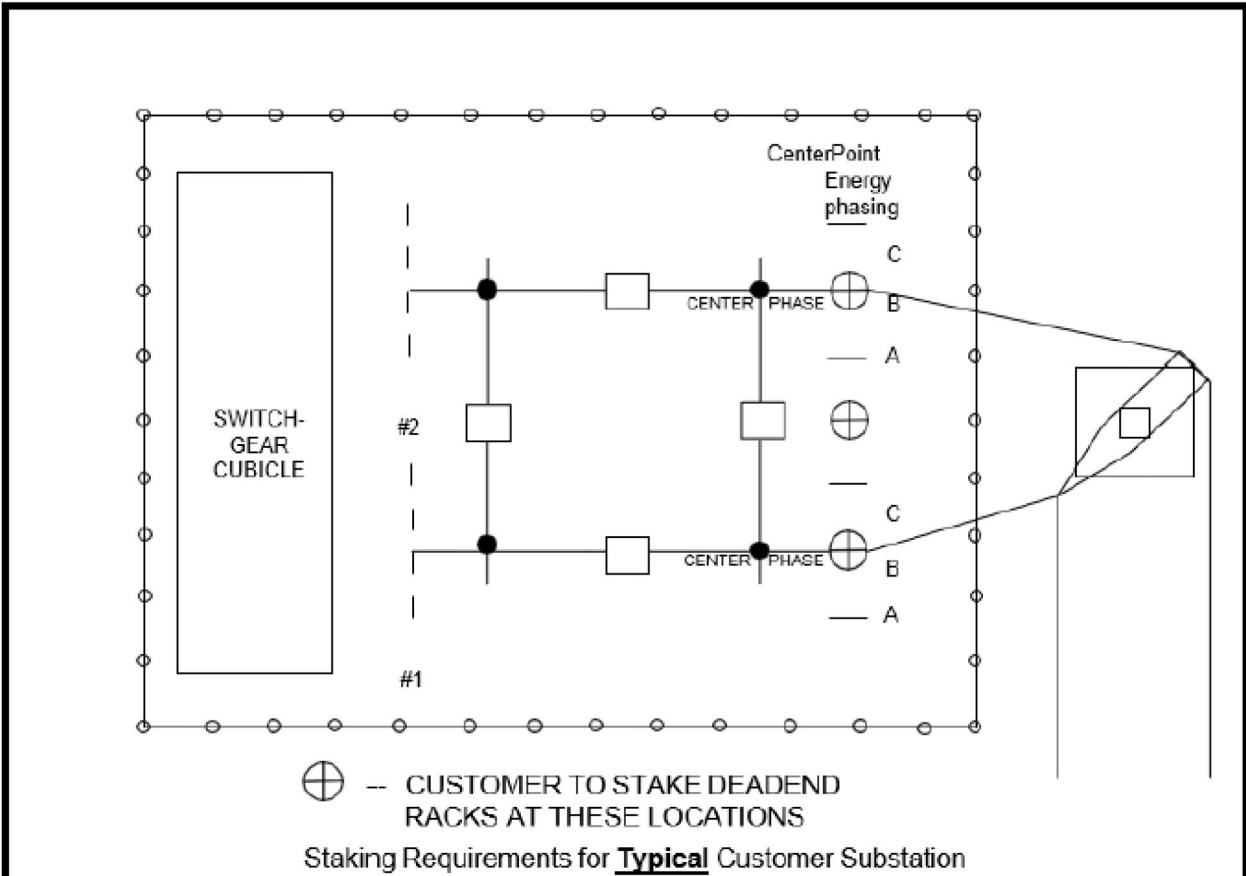 CenterPoint
Energy
phasing
C
CENTER PHASE
B
A
SWITCH-
GEAR
CUBICLE
#2
C
CENTER PHASE
B
A
#1
-- CUSTOMER TO STAKE DEADEND
RACKS AT THESE LOCATIONS
Staking Requirements for Typical Customer Substation